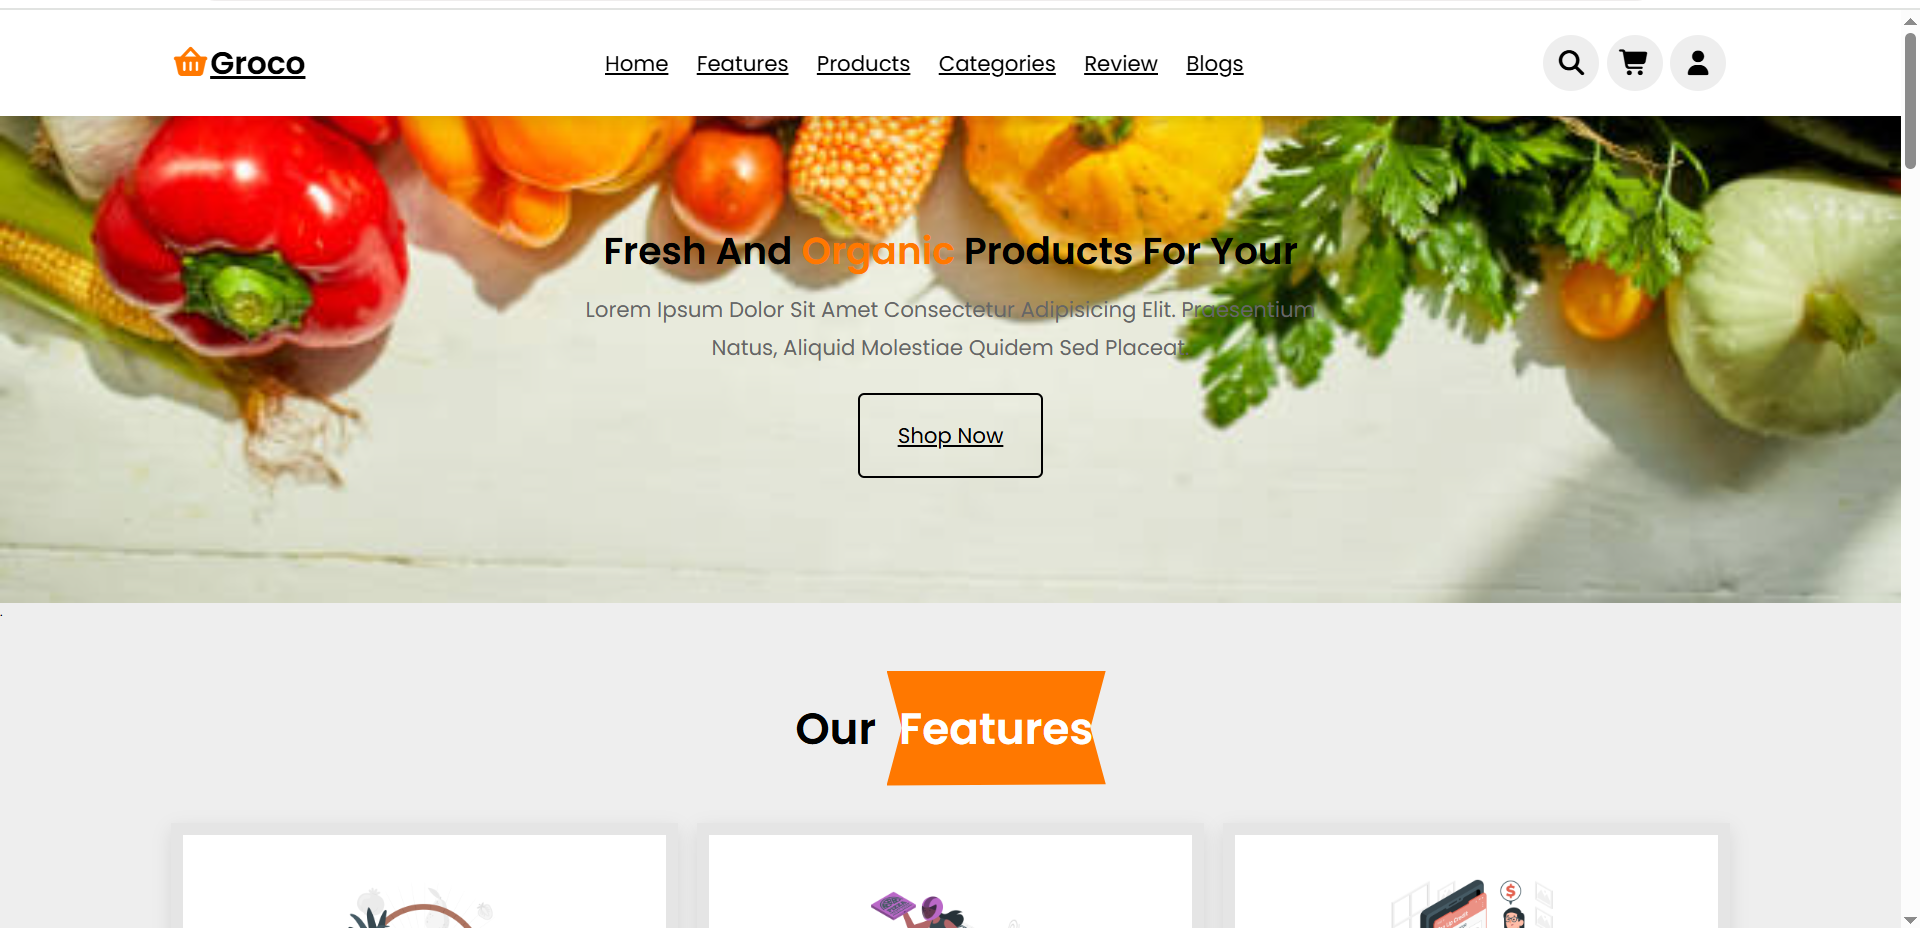 Groco
Home Features Products Categories Review Blogs
Fresh And Organic Products For Your
Lorem Ipsum Dolor Sit Amet Consectetur Adipisicing Elit. Praesentium
Natus, Aliquid Molestiae Quidem Sed Placeat
Shop Now
.
Our Features
$